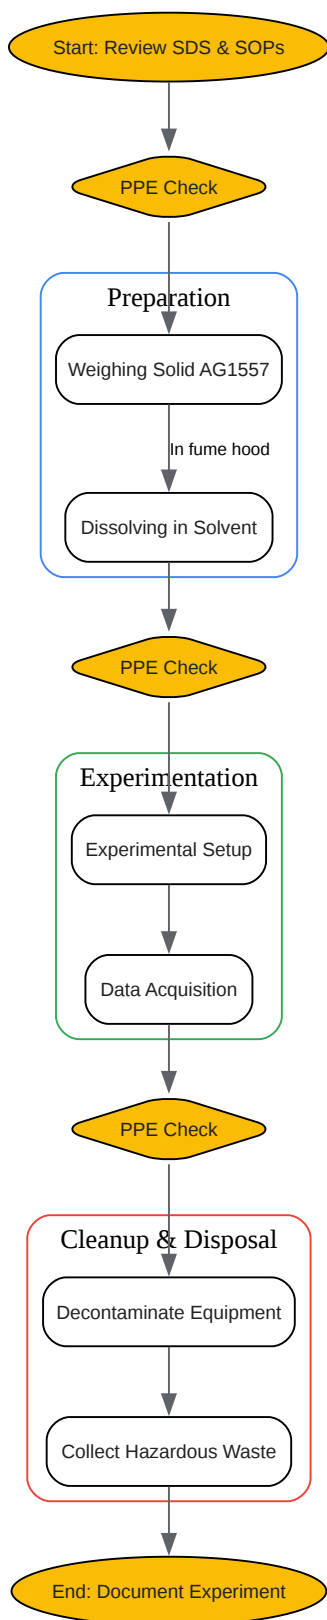 Start: Review SDS & SOPs
PPE Check
Preparation
Weighing Solid AG1557
In fume hood
Dissolving in Solvent
PPE Check
Experimentation
Experimental Setup
Data Acquisition
PPE Check
Cleanup & Disposal
Decontaminate Equipment
Collect Hazardous Waste
End: Document Experiment